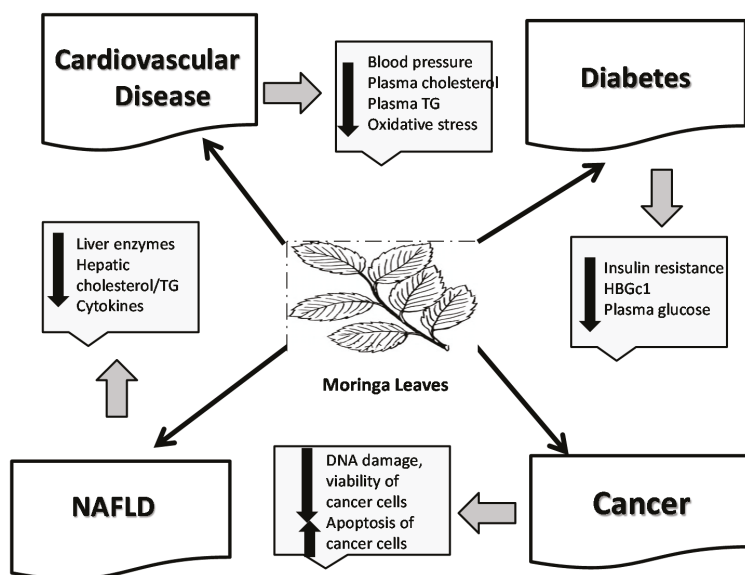 Cardiovascular
Disease
Blood pressure
Plasma cholesterol
Plasma TG
Oxidative stress
Diabetes
Liver enzymes
Hepatic
cholesterol/TG
Cytokines
Insulin resistance
HBGc1
Plasma glucose
Moringa Leaves
NAFLD
DNA damage,
viability of
cancer cells
Apoptosis of
cancer cells
Cancer